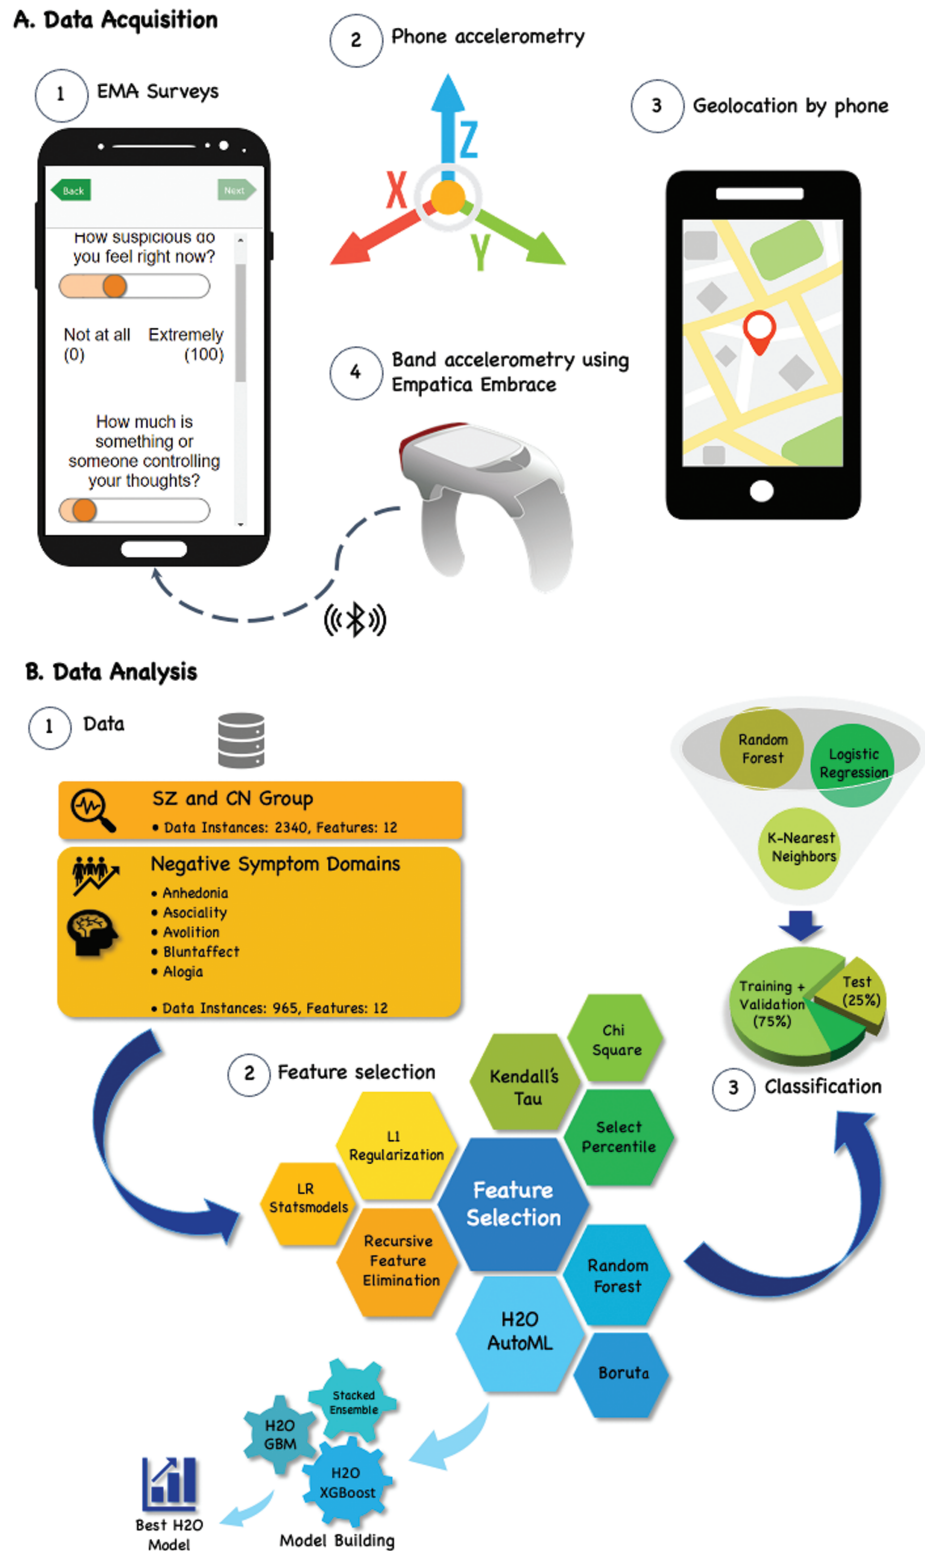 A. Data Acquisition
1
EMA Surveys
2
Phone accelerometry
3
Geolocation by phone
Back
Next
How suspicious do
you feel right now?
Not at all
(0)
Extremely
(100)
How much is
something or
someone controlling
your thoughts?
Z
X
Y
4
Band accelerometry using
Empatica Embrace
B. Data Analysis
1
Data
SZ and CN Group
• Data Instances: 2340, Features: 12
Negative Symptom Domains
• Anhedonia
• Asociality
• Avolition
• Bluntaffect
• Alogia
• Data Instances: 965, Features: 12
Random
Forest
Logistic
Regression
K-Nearest
Neighbors
Training +
Validation
(75%)
Test
(25%)
3
Classification
2
Feature selection
Chi
Square
Kendall's
Tau
Select
Percentile
L1
Regularization
LR
Statsmodels
Recursive
Feature
Elimination
Feature
Selection
Random
Forest
H2O
AutoML
Boruta
Stacked
Ensemble
H2O
GBM
H2O
XGBoost
Model Building
Best H2O
Model